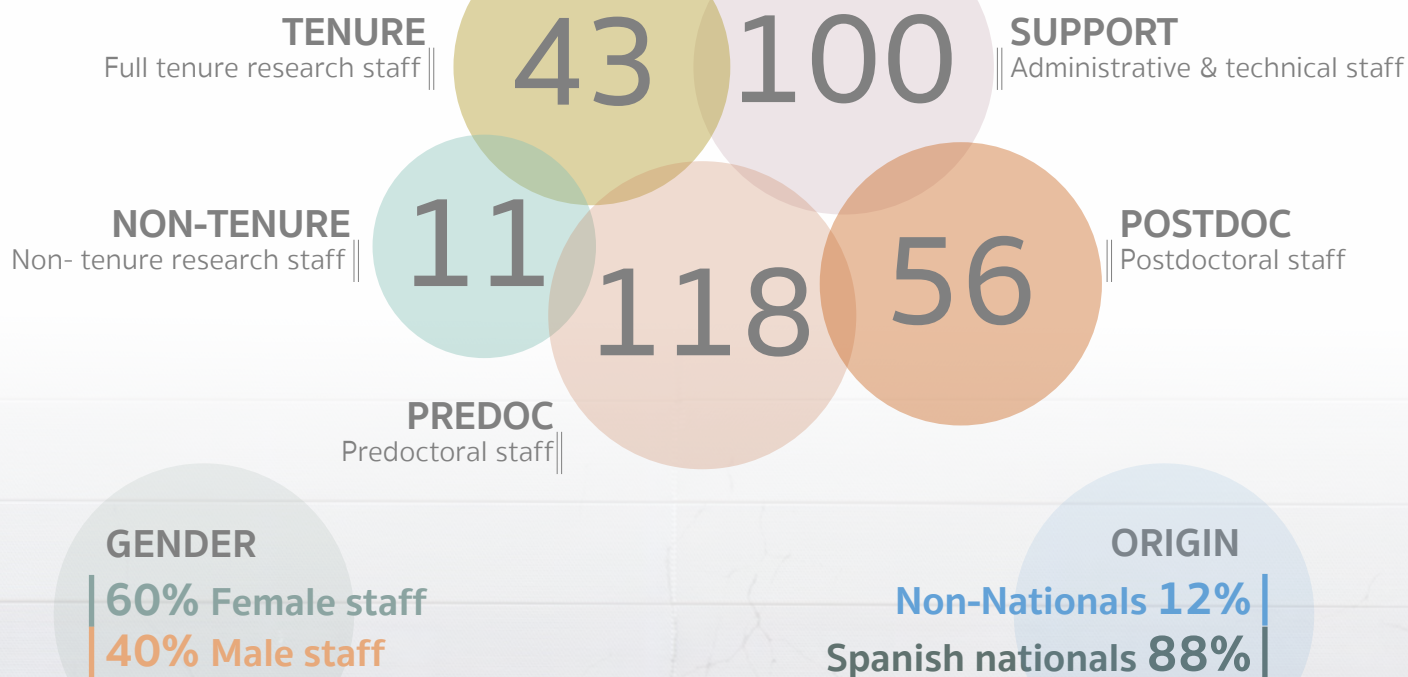 TENURE
Full tenure research staff
43
100
SUPPORT
Administrative & technical staff
NON-TENURE
Non- tenure research staff
11
118
56
POSTDOC
Postdoctoral staff
PREDOC
Predoctoral staff
GENDER
60% Female staff
40% Male staff
ORIGIN
Non-Nationals 12%
Spanish nationals 88%